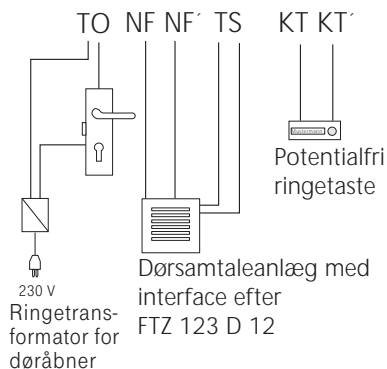 TO NF NF´ TS KT KT´
Mustermann
Potentialfri
ringetaste
230 V
Ringetrans-
formator for
døråbner
Dørsamtaleanlæg med
interface efter
FTZ 123 D 12